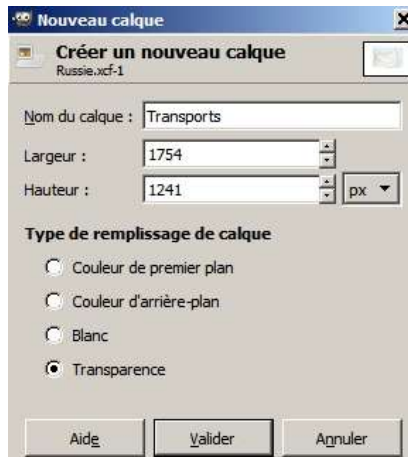 Nouveau calque
Créer un nouveau calque
Russie.xcf-1
Nom du calque : Transports
Largeur : 1754
Hauteur : 1241 px
Type de remplissage de calque
Couleur de premier plan
Couleur d'arrière-plan
Blanc
Transparence
Aide Valider Annuler